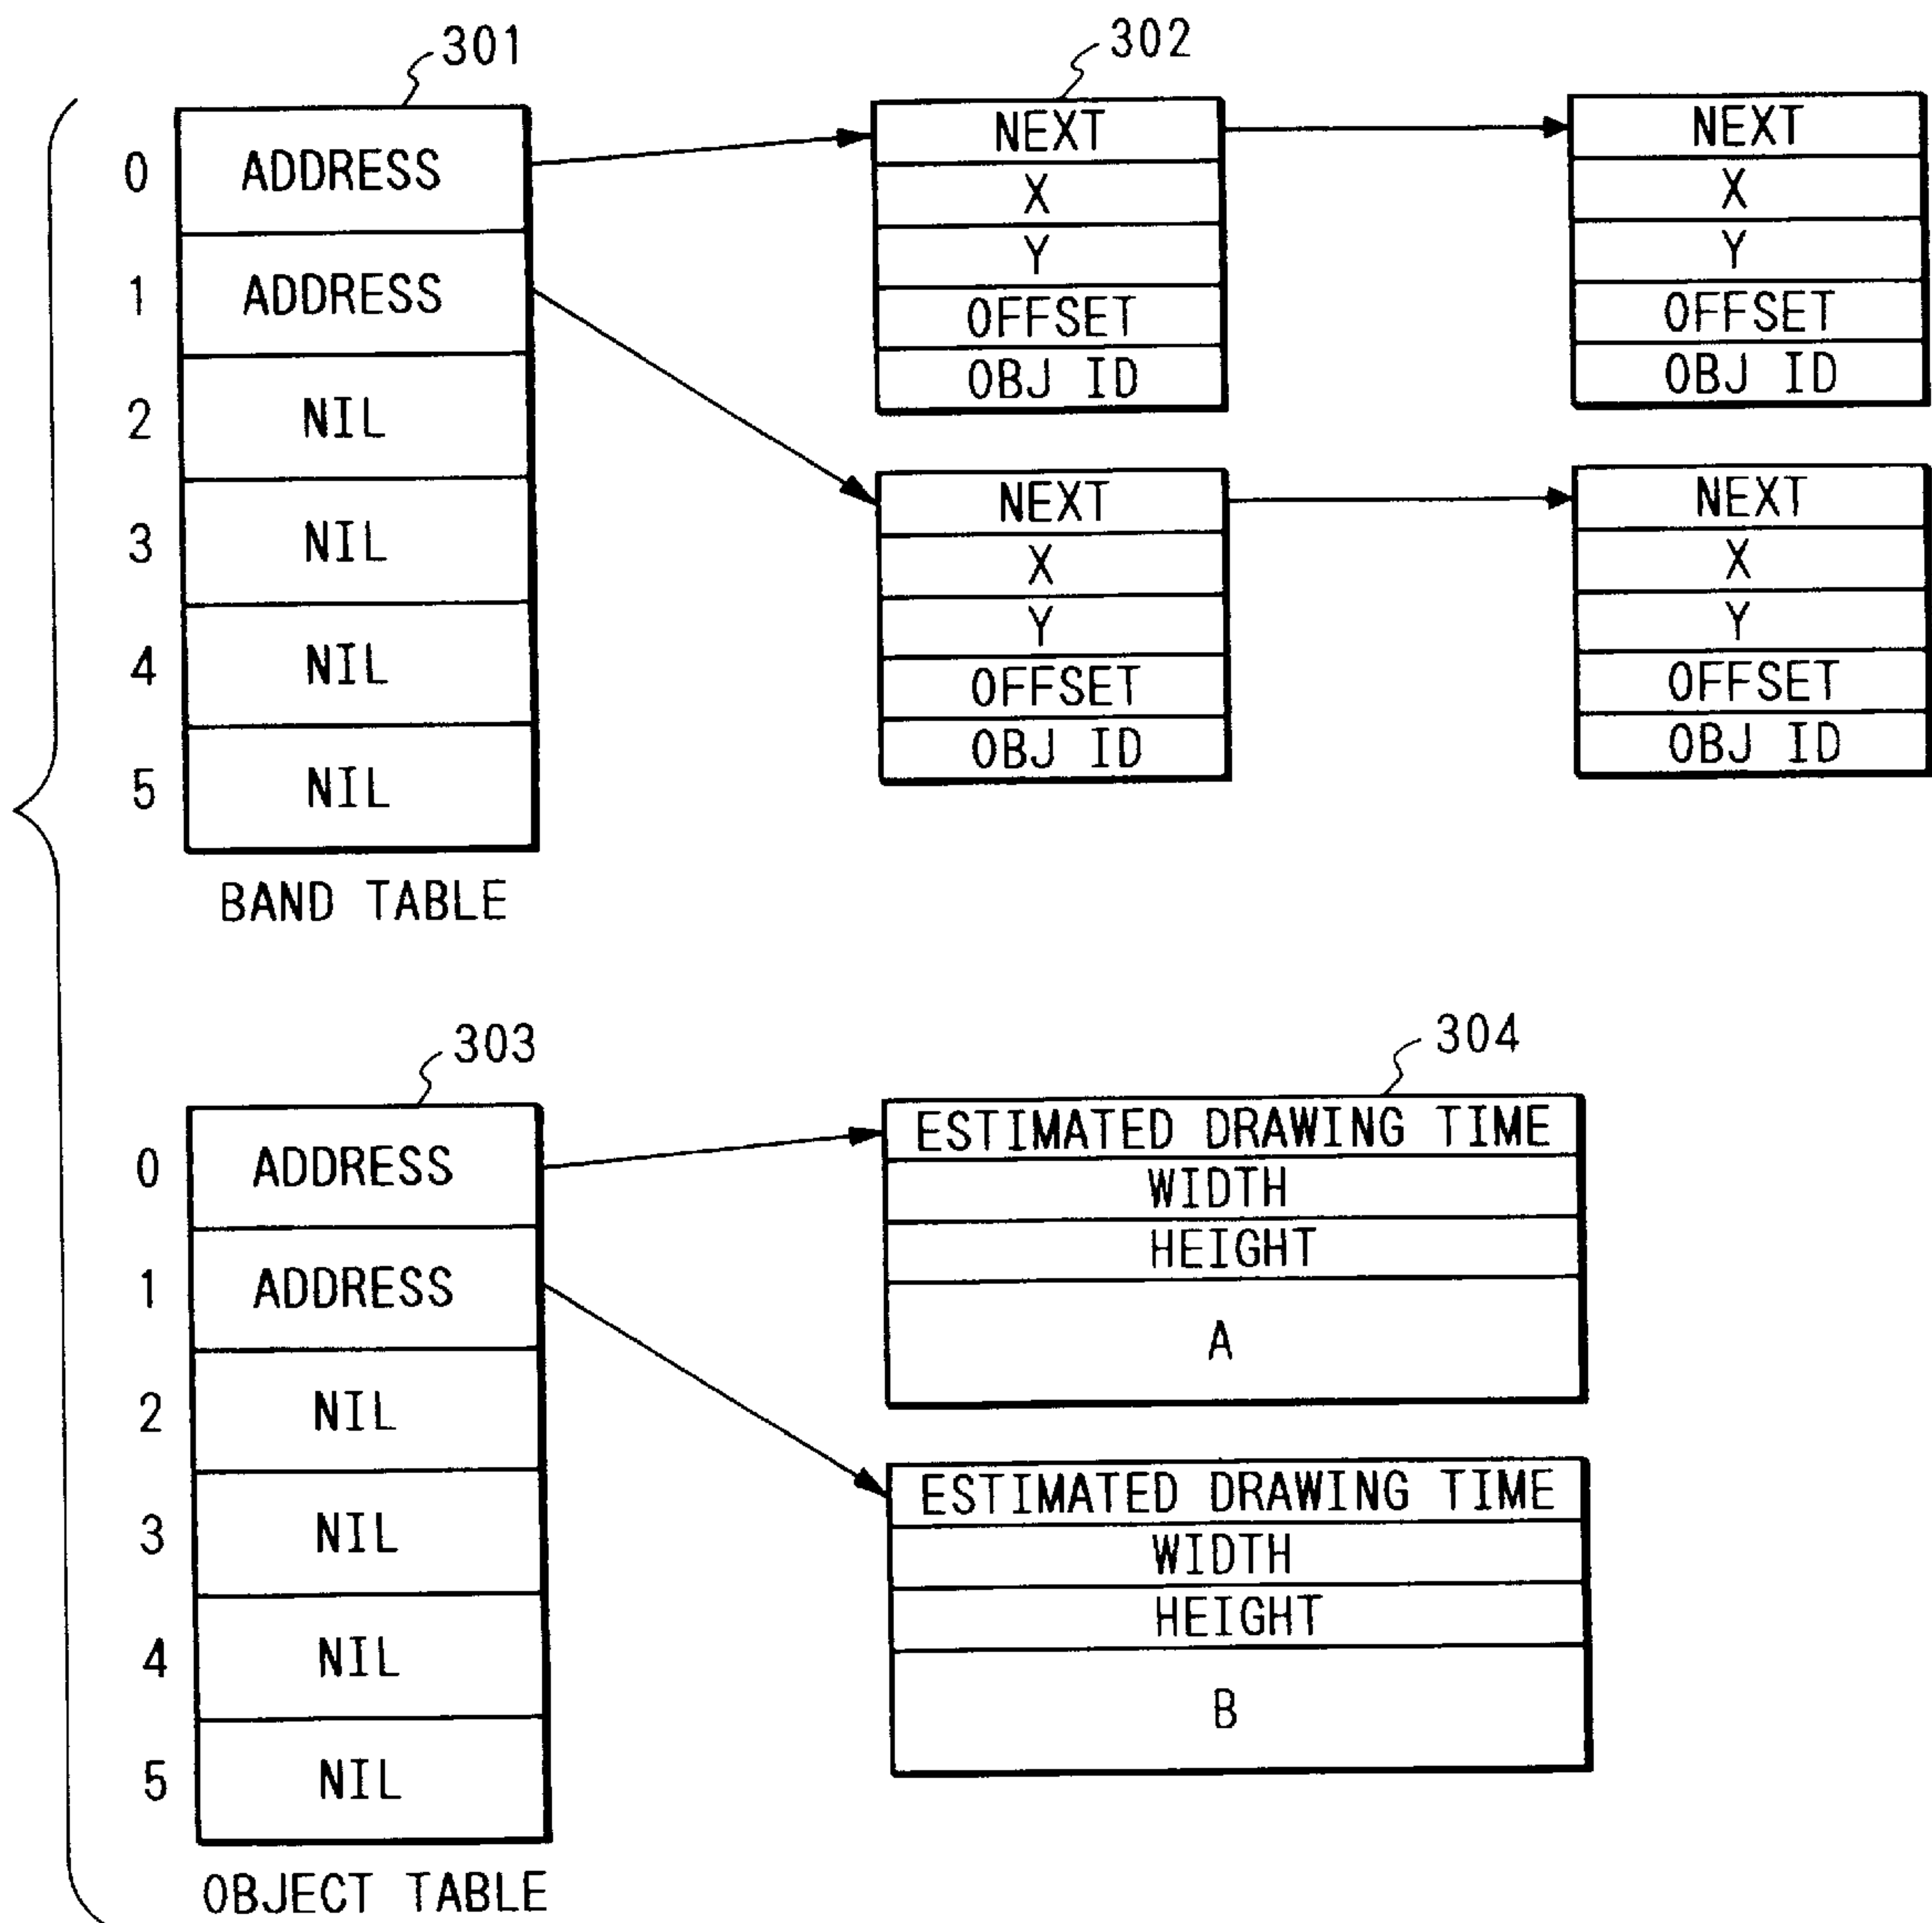 301
302
0
ADDRESS
1
ADDRESS
2
NIL
3
NIL
4
NIL
5
NIL
BAND TABLE
NEXT
X
Y
OFFSET
OBJ ID
NEXT
X
Y
OFFSET
OBJ ID
NEXT
X
Y
OFFSET
OBJ ID
NEXT
X
Y
OFFSET
OBJ ID
303
304
0
ADDRESS
1
ADDRESS
2
NIL
3
NIL
4
NIL
5
NIL
OBJECT TABLE
ESTIMATED DRAWING TIME
WIDTH
HEIGHT
A
ESTIMATED DRAWING TIME
WIDTH
HEIGHT
B